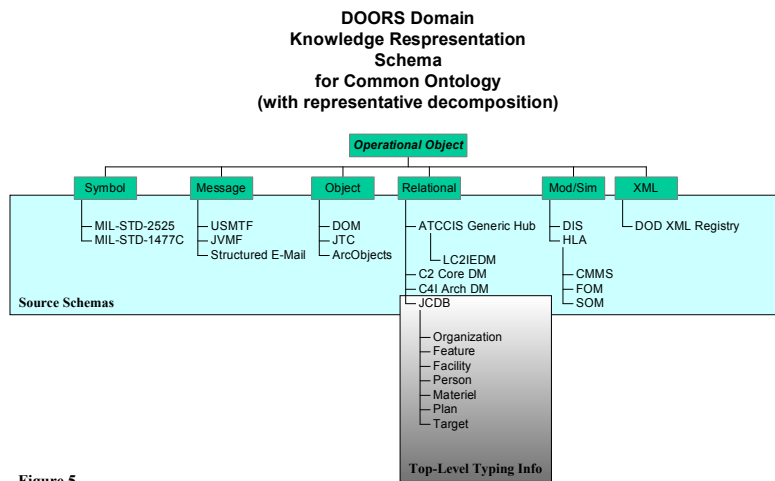 DOORS Domain
Knowledge Respresentation
Schema
for Common Ontology
(with representative decomposition)
Operational Object
Symbol
Message
Object
Relational
Mod/Sim
XML
MIL-STD-2525
MIL-STD-1477C
USMTF
JVMF
Structured E-Mail
DOM
JTC
ArcObjects
ATCCIS Generic Hub
LC2IEDM
C2 Core DM
C4I Arch DM
JCDB
DIS
HLA
CMMS
FOM
SOM
DOD XML Registry
Source Schemas
Organization
Feature
Facility
Person
Materiel
Plan
Target
Top-Level Typing Info
Figure 5